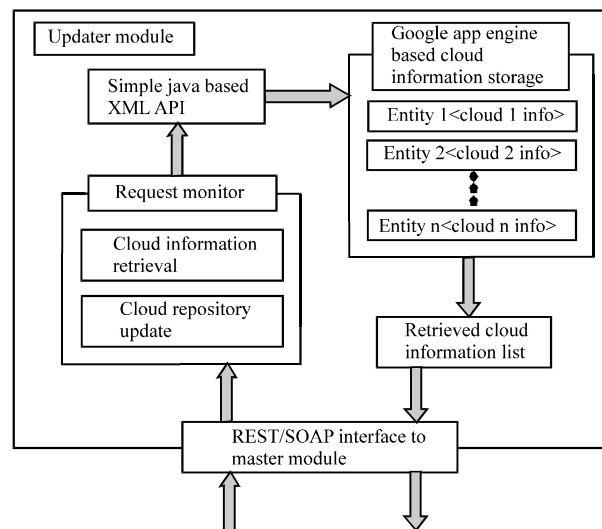 Updater module
Google app engine
based cloud
information storage
Simple java based
XML API
Entity 1<cloud 1 info>
Entity 2<cloud 2 info>
Entity n<cloud n info>
Request monitor
Cloud information
retrieval
Cloud repository
update
Retrieved cloud
information list
REST/SOAP interface to
master module